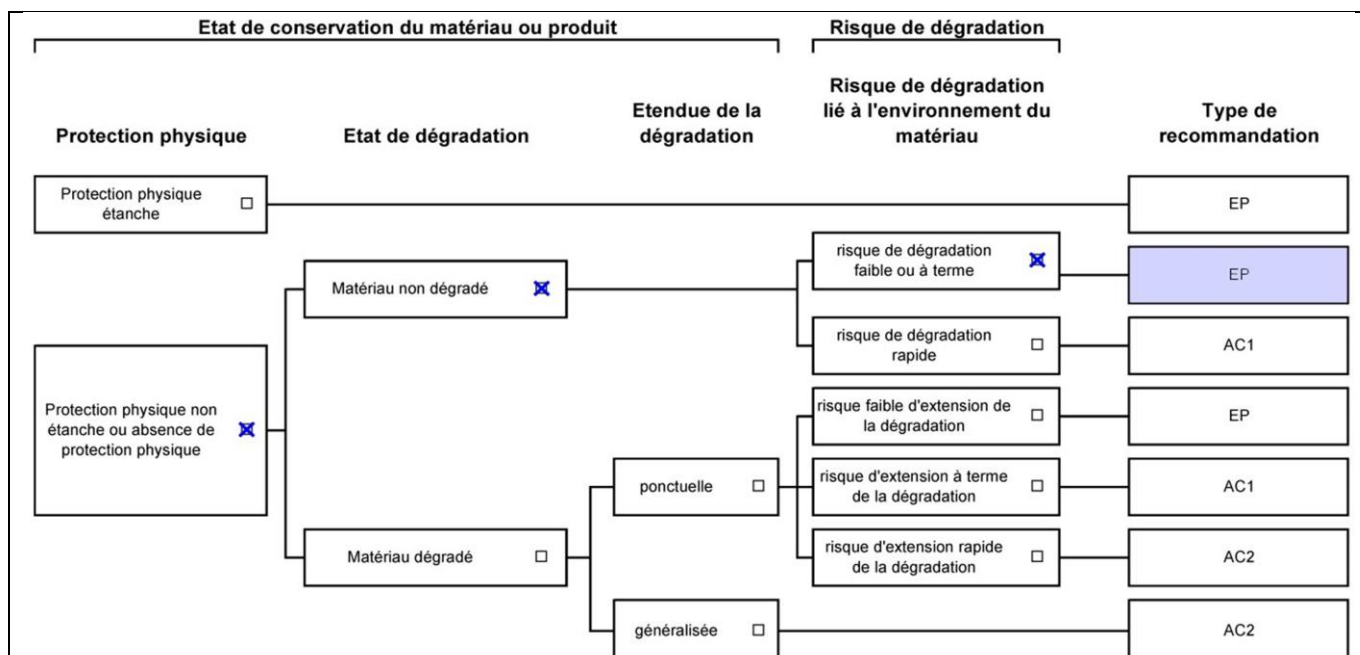 Etat de conservation du matériau ou produit
Risque de dégradation
Protection physique
Etat de dégradation
Etendue de la
dégradation
Risque de dégradation
lié à l'environnement du
matériau
Type de
recommandation
Protection physique
étanche
EP
risque de dégradation
faible ou à terme
EP
Matériau non dégradé
risque de dégradation
rapide
AC1
Protection physique non
étanche ou absence de
protection physique
risque faible d'extension de
la dégradation
EP
ponctuelle
risque d'extension à terme
de la dégradation
AC1
Matériau dégradé
risque d'extension rapide
de la dégradation
AC2
généralisée
AC2